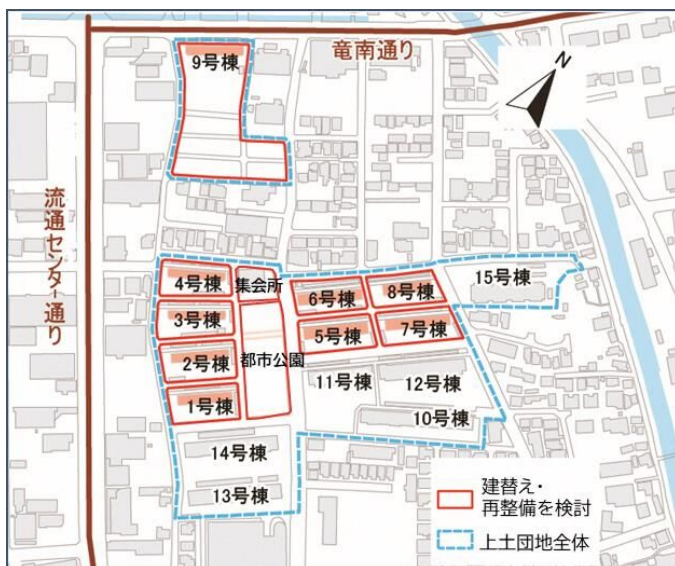 竜南通り
9号棟
N
流通センター通り
4号棟
集会所
3号棟
都市公園
2号棟
1号棟
6号棟
8号棟
15号棟
5号棟
7号棟
11号棟
12号棟
10号棟
14号棟
13号棟
建替え・
再整備を検討
上土団地全体